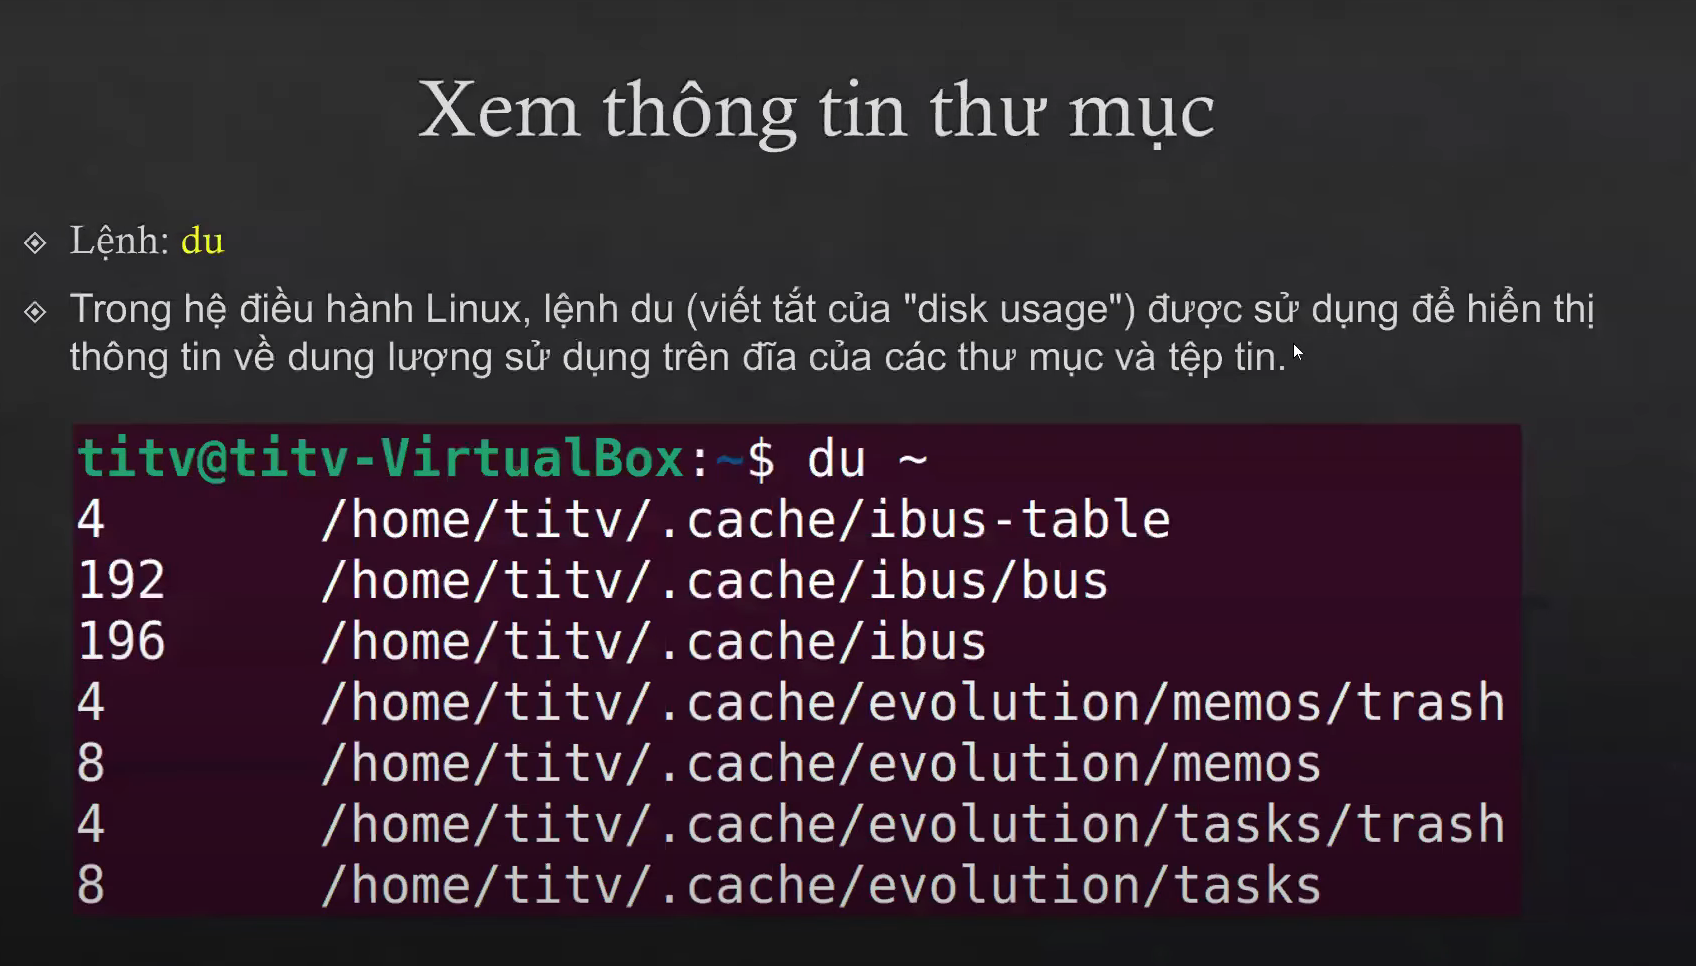 Xem thông tin thư mục
Lệnh: du
Trong hệ điều hành Linux, lệnh du (viết tắt của "disk usage") được sử dụng để hiển thị
thông tin về dung lượng sử dụng trên đĩa của các thư mục và tệp tin.
titv@titv-VirtualBox:~$ du ~
4 /home/titv/.cache/ibus-table
192 /home/titv/.cache/ibus/bus
196 /home/titv/.cache/ibus
4 /home/titv/.cache/evolution/memos/trash
8 /home/titv/.cache/evolution/memos
4 /home/titv/.cache/evolution/tasks/trash
8 /home/titv/.cache/evolution/tasks